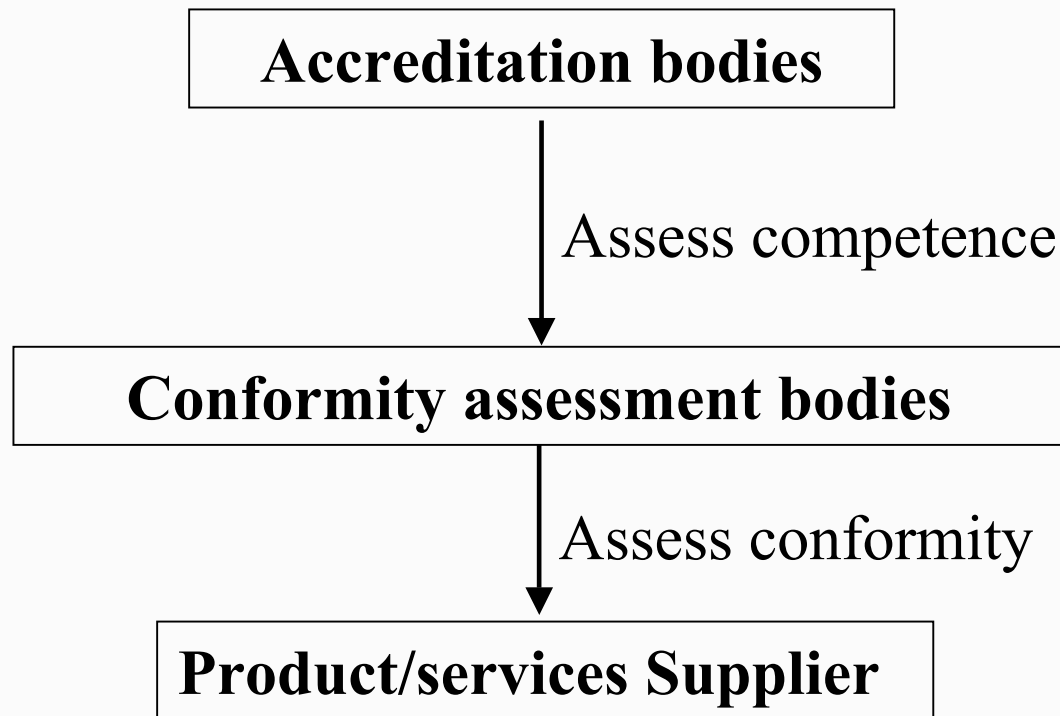 Accreditation bodies
Assess competence
Conformity assessment bodies
Assess conformity
Product/services Supplier